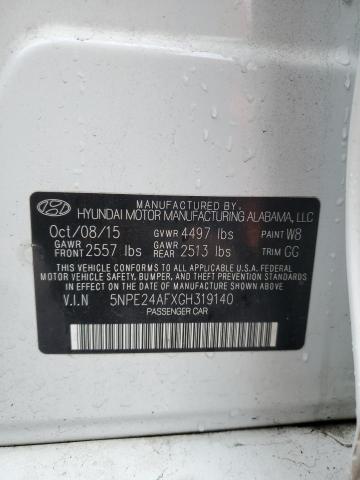 MANUFACTURED BY
HYUNDAI MOTOR MANUFACTURING ALABAMA, LLC
Oct/08/15 GVWR 4497 lbs PAINT W8
GAWR FRONT 2557 lbs GAWR REAR 2513 lbs TRIM GG
THIS VEHICLE CONFORMS TO ALL APPLICABLE U.S. FEDERAL
MOTOR VEHICLE SAFETY, BUMPER, AND THEFT PREVENTION
STANDARDS IN EFFECT ON THE DATE OF MANUFACTURE
SHOWN ABOVE.
V.I.N 5NPE24AFXGH319140
PASSENGER CAR